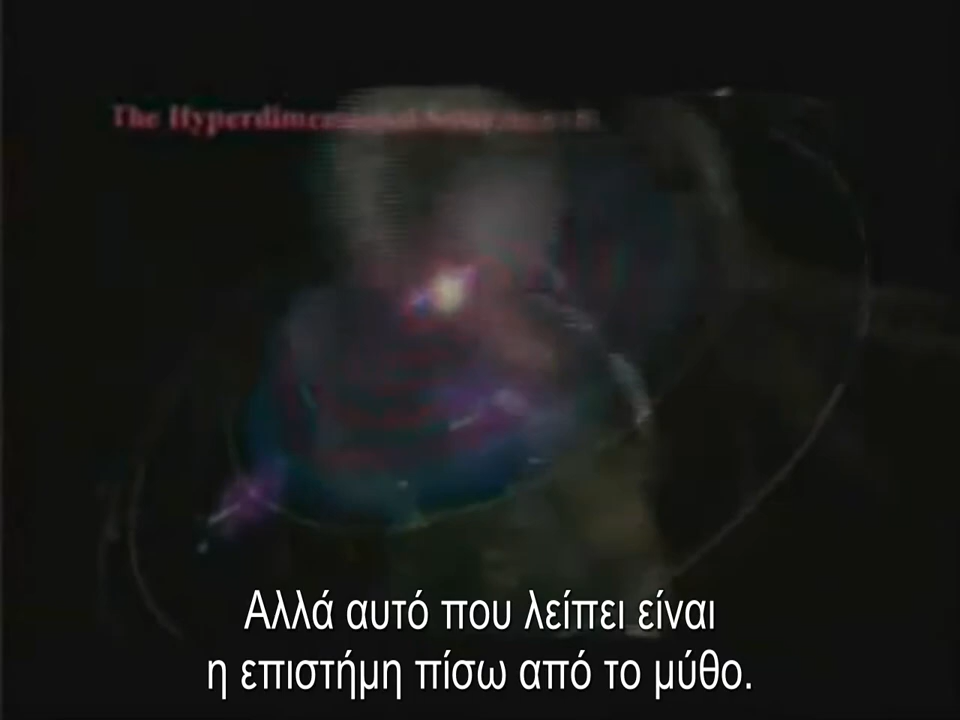 The
Αλλά αυτό που λείπει είναι
η επιστήμη πίσω από το μύθο.